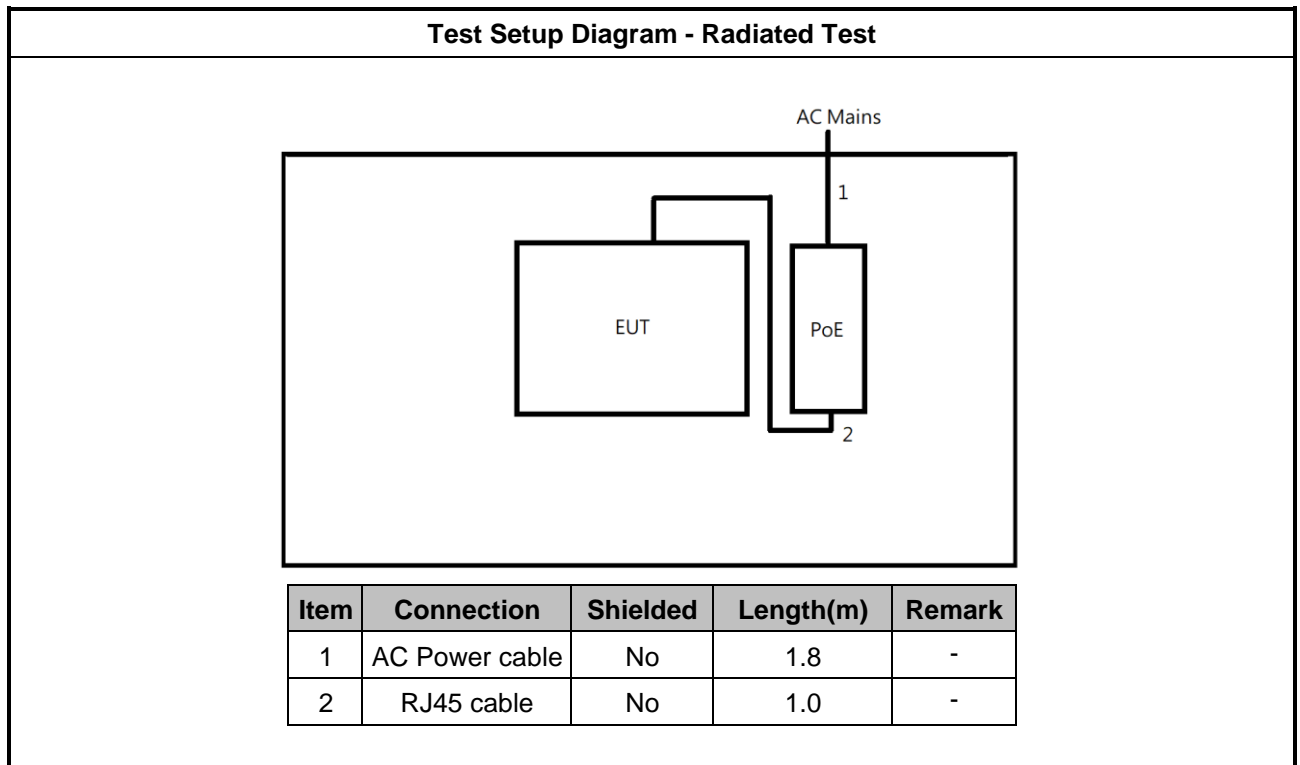 Test Setup Diagram - Radiated Test
AC Mains
1
EUT
PoE
2
Item Connection Shielded Length(m) Remark
1 AC Power cable No 1.8 -
2 RJ45 cable No 1.0 -